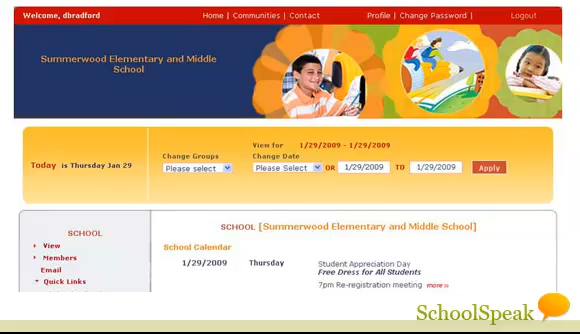 Welcome, dbradford Home | Communities | Contact Profile | Change Password | Logout
Summerwood Elementary and Middle
School
View for 1/29/2009 - 1/29/2009
Change Groups Change Date
Today is Thursday Jan 29
Please select Please Select OR 1/29/2009 TO 1/29/2009 Apply
SCHOOL
View
Members
Email
Quick Links
SCHOOL [Summerwood Elementary and Middle School]
School Calendar
1/29/2009 Thursday Student Appreciation Day
Free Dress for All Students
7pm Re-registration meeting more »
SchoolSpeak